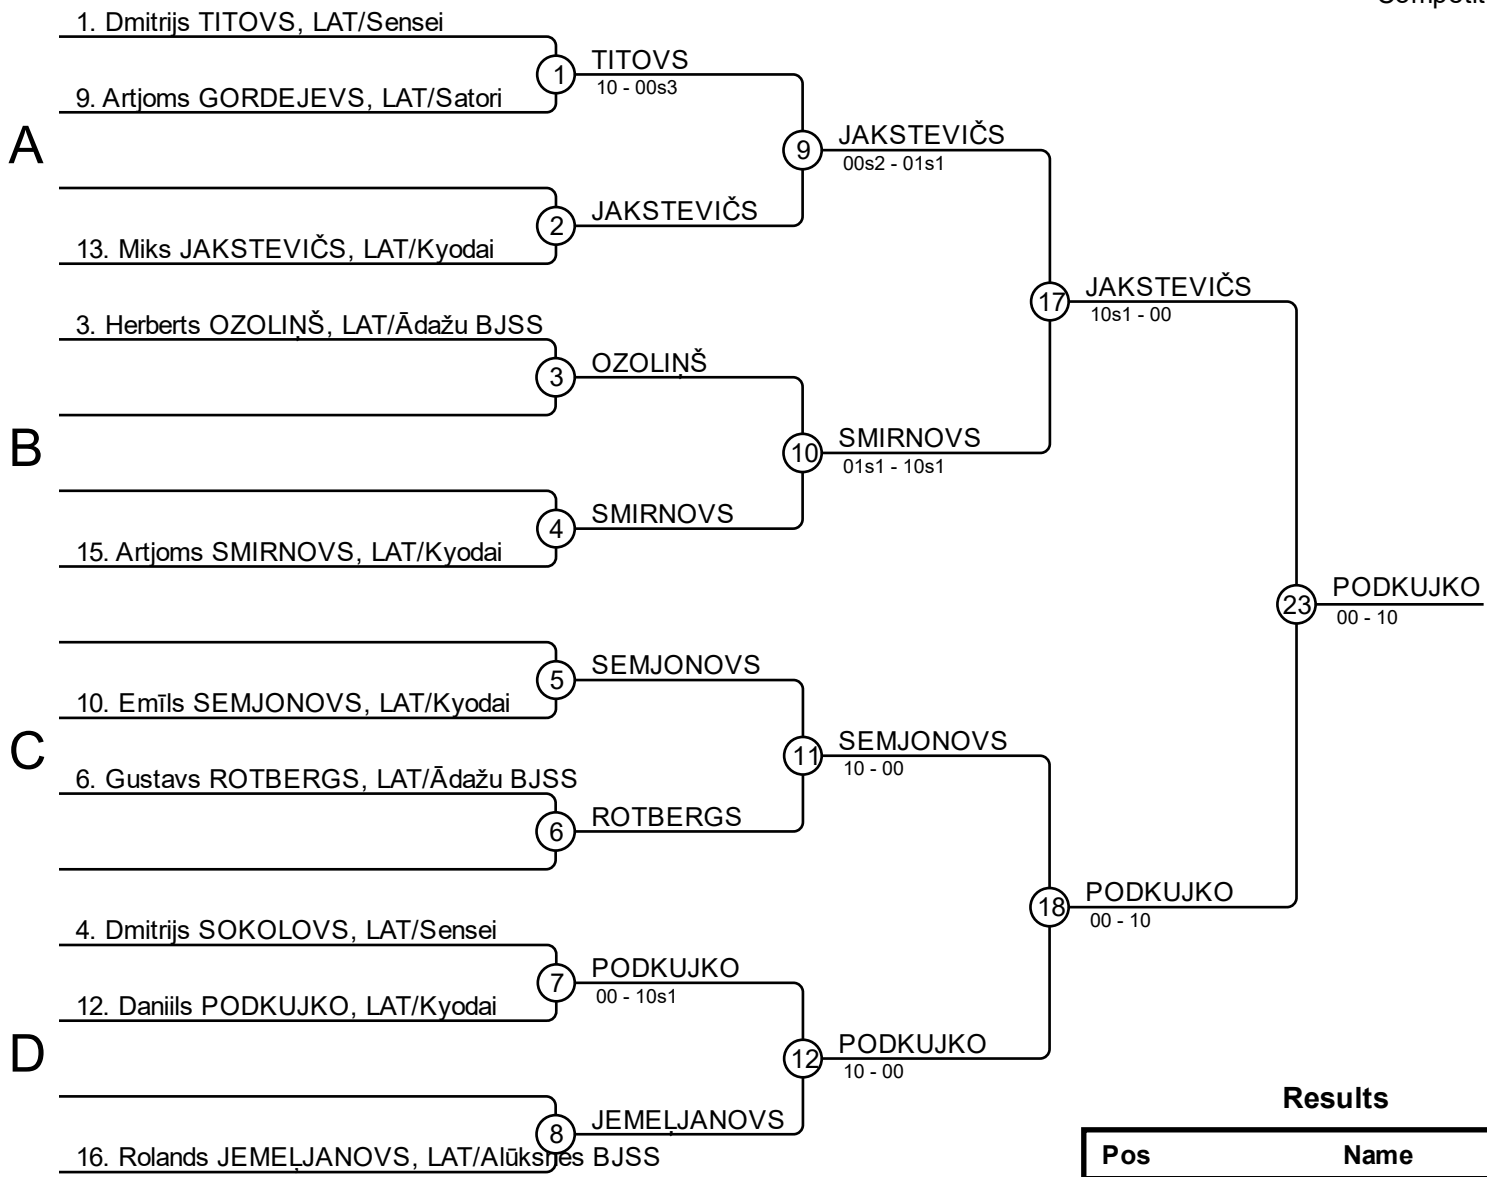 1. Dmitrijs TITOVS, LAT/Sensei
9. Artjoms GORDEJEVS, LAT/Satori
A
13. Miks JAKSTEVIČS, LAT/Kyodai
3. Herberts OZOLIŅŠ, LAT/Ādažu BJSS
B
15. Artjoms SMIRNOVS, LAT/Kyodai
10. Emīls SEMJONOVS, LAT/Kyodai
C
6. Gustavs ROTBERGS, LAT/Ādažu BJSS
4. Dmitrijs SOKOLOVS, LAT/Sensei
12. Daniils PODKUJKO, LAT/Kyodai
D
16. Rolands JEMEĻJANOVS, LAT/Alūksnes BJSS
1 TITOVS
10 - 00s3
2 JAKSTEVIČS
3 OZOLIŅŠ
4 SMIRNOVS
5 SEMJONOVS
6 ROTBERGS
7 PODKUJKO
00 - 10s1
8 JEMEĻJANOVS
9 JAKSTEVIČS
00s2 - 01s1
10 SMIRNOVS
01s1 - 10s1
11 SEMJONOVS
10 - 00
12 PODKUJKO
10 - 00
17 JAKSTEVIČS
10s1 - 00
18 PODKUJKO
00 - 10
23 PODKUJKO
00 - 10
Results
Pos Name